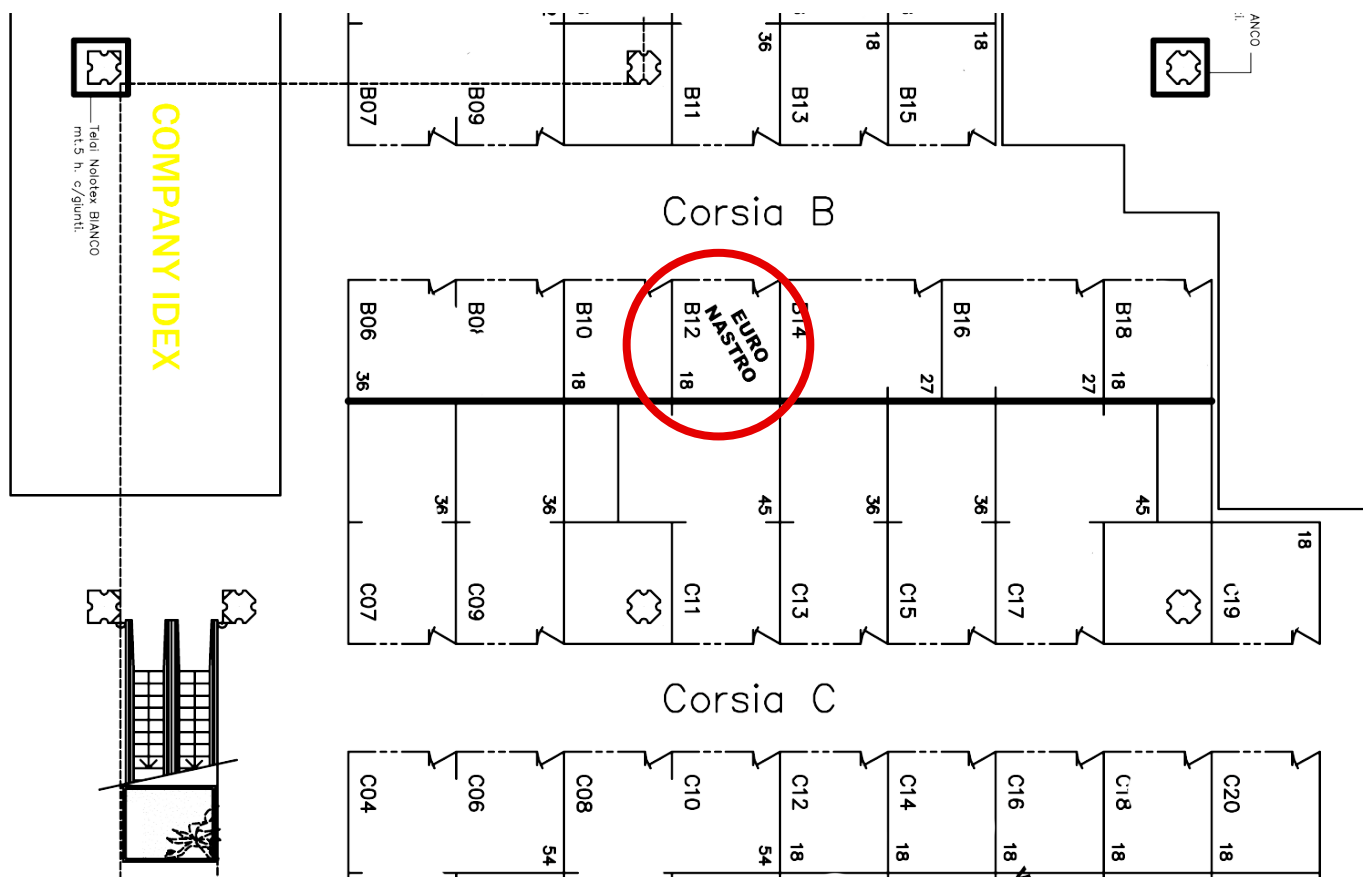 36
18
18
ANCO
B07
B09
B11
B13
B15
Telai Nolotex BIANCO
mt.5 h. c/giunti.
COMPANY IDEX
Corsia B
B06
B10
B12
EURO
NASTRO
B14
B16
B18
36
18
18
27
27
18
36
36
45
36
36
45
18
C07
C09
C11
C13
C15
C17
C19
Corsia C
C04
C06
C08
C10
C12
C14
C16
C18
C20
54
54
18
18
18
18
18